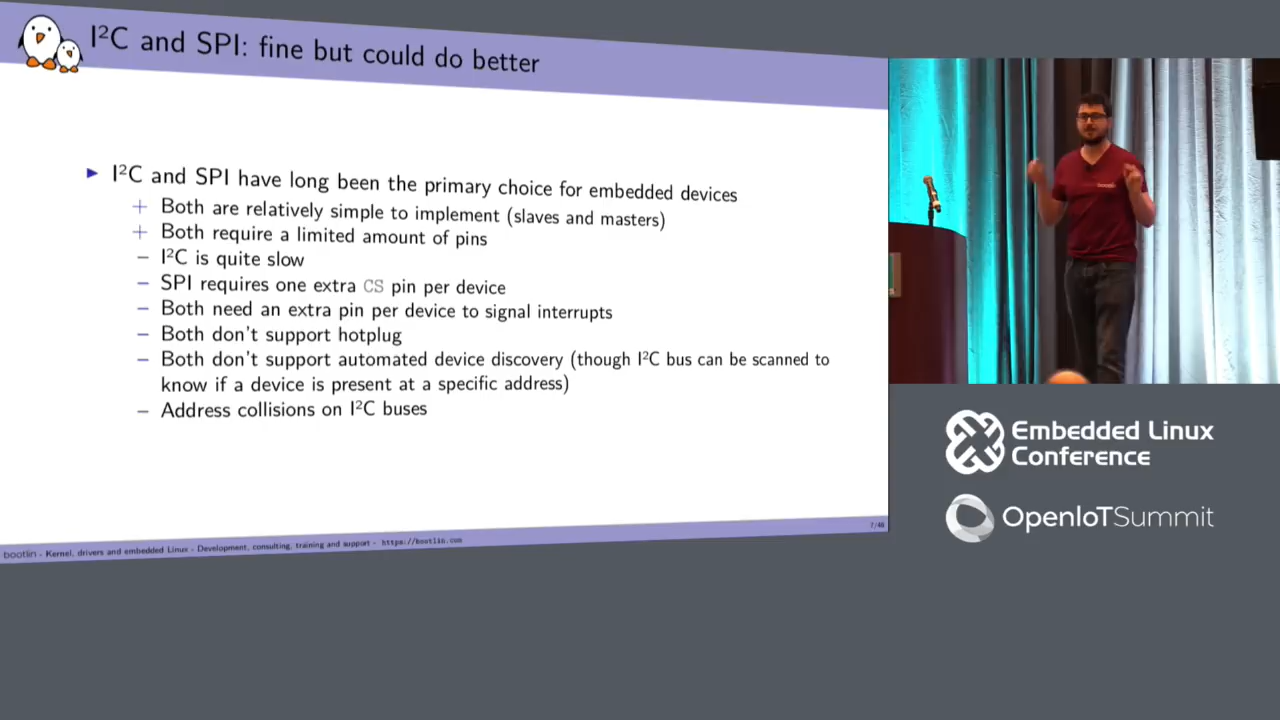 I²C and SPI: fine but could do better
▶ I²C and SPI have long been the primary choice for embedded devices
+ Both are relatively simple to implement (slaves and masters)
+ Both require a limited amount of pins
– I²C is quite slow
– SPI requires one extra CS pin per device
– Both need an extra pin per device to signal interrupts
– Both don't support hotplug
– Both don't support automated device discovery (though I²C bus can be scanned to
know if a device is present at a specific address)
– Address collisions on I²C buses
bootlin - Kernel, drivers and embedded Linux - Development, consulting, training and support - https://bootlin.com
7/46
Embedded Linux
Conference
OpenIoTSummit